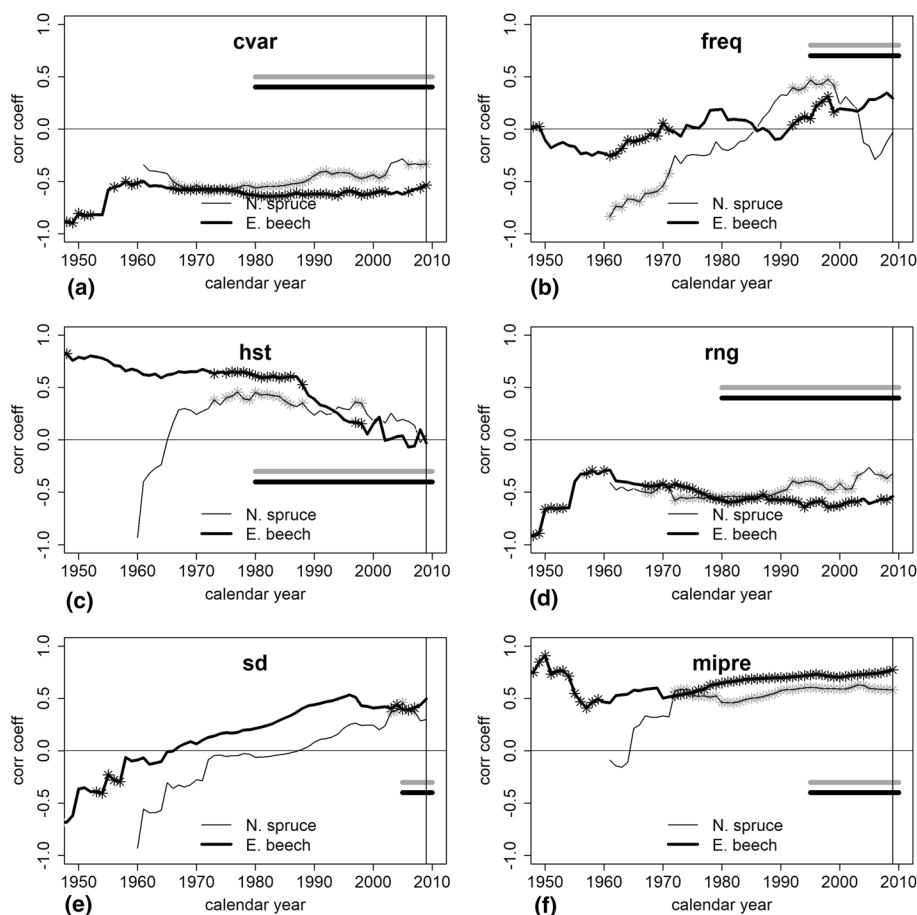 cvar
corr coeff
1.0
0.5
0.0
-0.5
-1.0
N. spruce
E. beech
1950 1960 1970 1980 1990 2000 2010
calendar year
(a)
freq
corr coeff
1.0
0.5
0.0
-0.5
-1.0
N. spruce
E. beech
1950 1960 1970 1980 1990 2000 2010
calendar year
(b)
hst
corr coeff
1.0
0.5
0.0
-0.5
-1.0
N. spruce
E. beech
1950 1960 1970 1980 1990 2000 2010
calendar year
(c)
rng
corr coeff
1.0
0.5
0.0
-0.5
-1.0
N. spruce
E. beech
1950 1960 1970 1980 1990 2000 2010
calendar year
(d)
sd
corr coeff
1.0
0.5
0.0
-0.5
-1.0
N. spruce
E. beech
1950 1960 1970 1980 1990 2000 2010
calendar year
(e)
mipre
corr coeff
1.0
0.5
0.0
-0.5
-1.0
N. spruce
E. beech
1950 1960 1970 1980 1990 2000 2010
calendar year
(f)